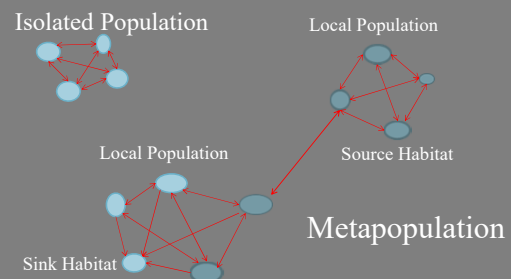 Isolated Population
Local Population
Local Population
Source Habitat
Metapopulation
Sink Habitat